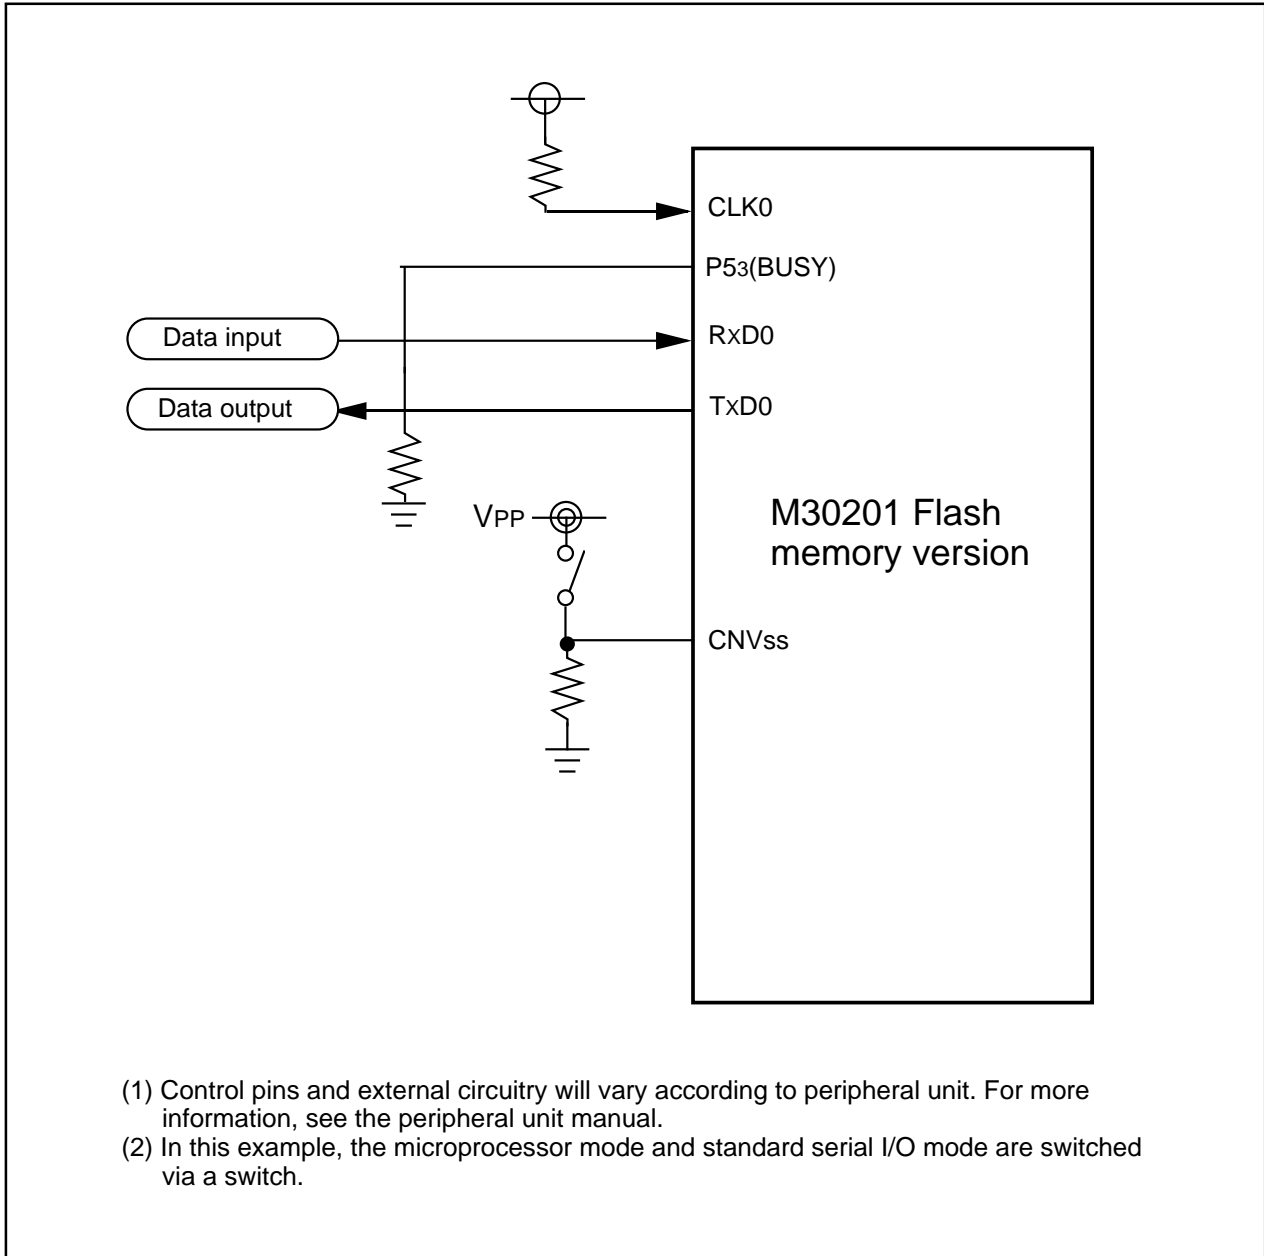 CLK0
P53(BUSY)
Data input
RXD0
Data output
TXD0
VPP
M30201 Flash
memory version
CNVss
(1) Control pins and external circuitry will vary according to peripheral unit. For more
information, see the peripheral unit manual.
(2) In this example, the microprocessor mode and standard serial I/O mode are switched
via a switch.